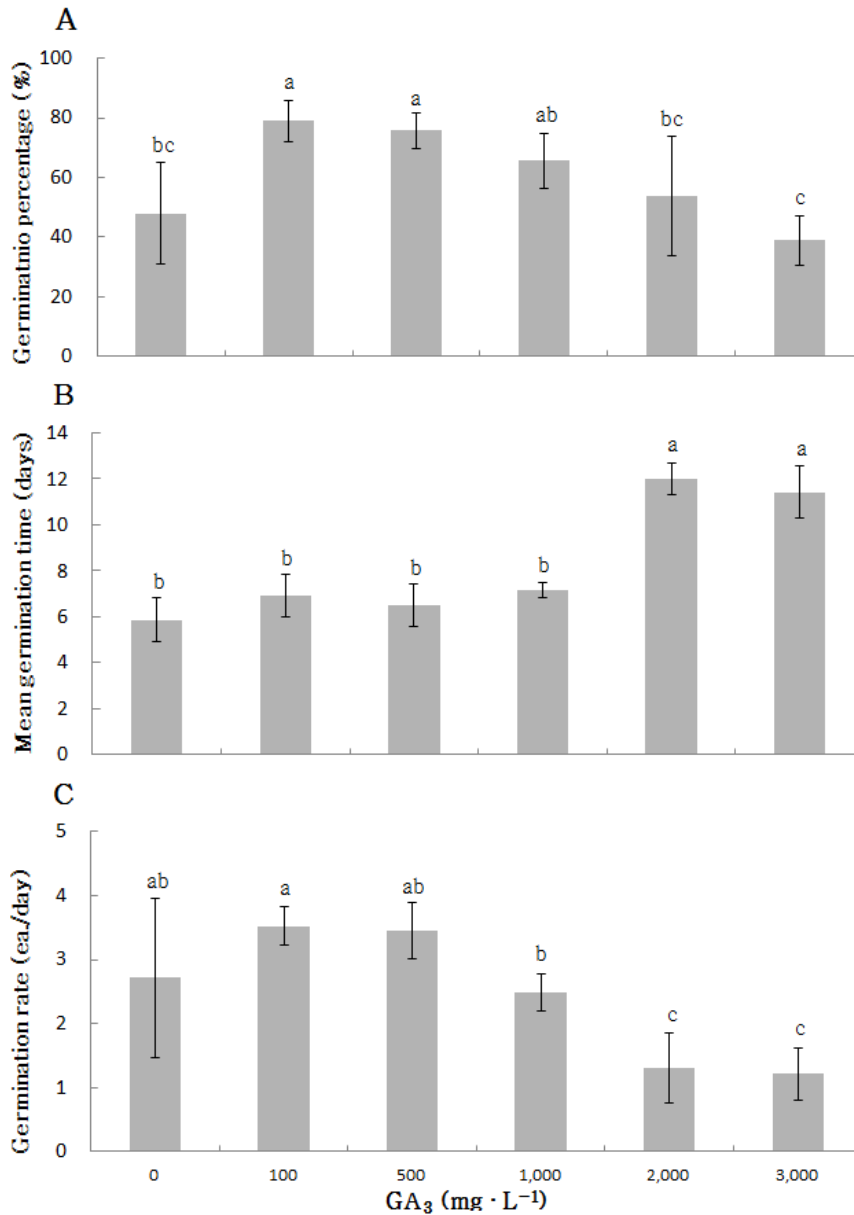 A
Germinatnio percentage (%)
100
80
60
40
20
0
bc
a
a
ab
bc
c
B
Mean germination time (days)
14
12
10
8
6
4
2
0
b
b
b
b
a
a
C
Germination rate (ea./day)
5
4
3
2
1
0
ab
a
ab
b
c
c
0 100 500 1,000 2,000 3,000
GA₃ (mg · L⁻¹)